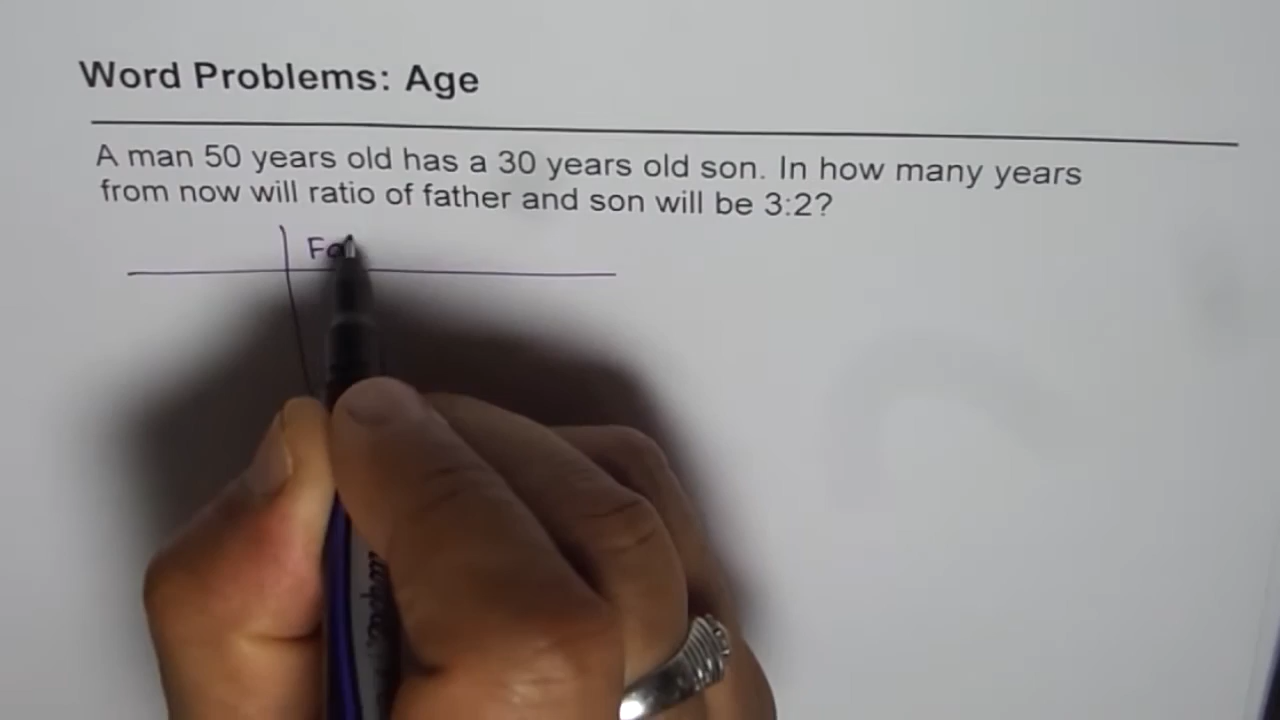 Word Problems: Age
A man 50 years old has a 30 years old son. In how many years
from now will ratio of father and son will be 3:2?
Fa